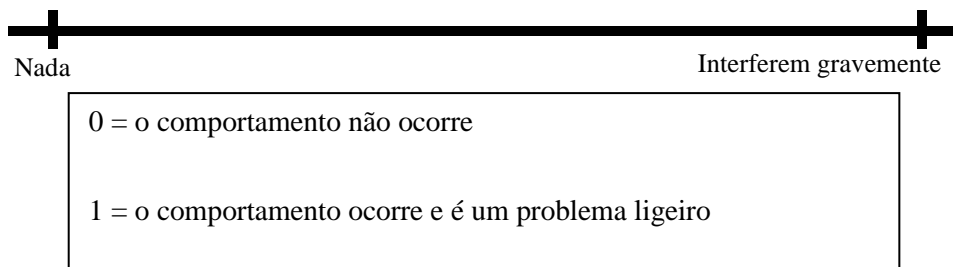 Nada
Interferem gravemente
0 = o comportamento não ocorre
1 = o comportamento ocorre e é um problema ligeiro